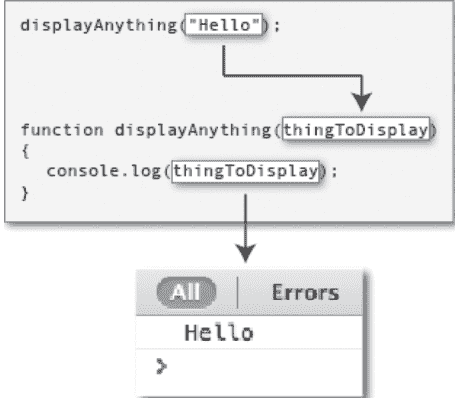 displayAnything("Hello");
function displayAnything(thingToDisplay)
{
console.log(thingToDisplay);
}
All Errors
Hello
>